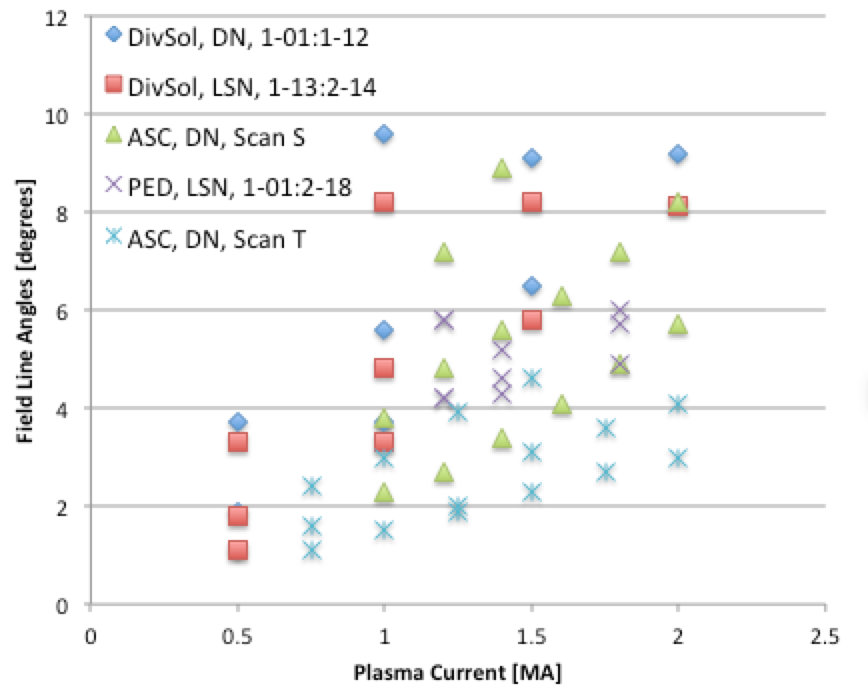 12
DivSol, DN, 1-01:1-12
DivSol, LSN, 1-13:2-14
10
ASC, DN, Scan S
PED, LSN, 1-01:2-18
8
ASC, DN, Scan T
6
4
2
0
Field Line Angles [degrees]
0 0.5 1 1.5 2 2.5
Plasma Current [MA]